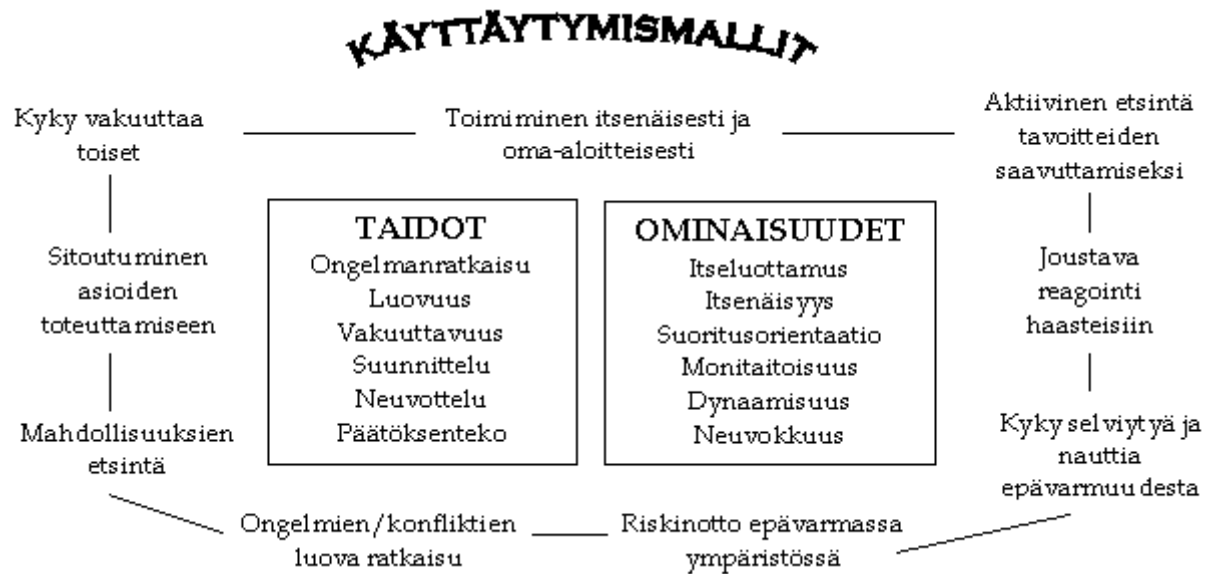 KÄYTTÄYTYMISMALLIT
Kyky vakuuttaa
toiset
Toimiminen itsenäisesti ja
oma-aloitteisesti
Aktiivinen etsintä
tavoitteiden
saavuttamiseksi
Sitoutuminen
asioiden
toteuttamiseen
TAIDOT
Ongelmanratkaisu
Luovuus
Vakuuttavuus
Suunnittelu
Neuvottelu
Päätöksenteko
OMINAISUUDET
Itseluottamus
Itsenäisyys
Suoritusorientaatio
Monitaitoisuus
Dynaamisuus
Neuvokkuus
Joustava
reagointi
haasteisiin
Mahdollisuuksien
etsintä
Kyky selviytyä ja
nauttia
epävarmuudesta
Ongelmien/konfliktien
luova ratkaisu
Riskinotto epävarmassa
ympäristössä